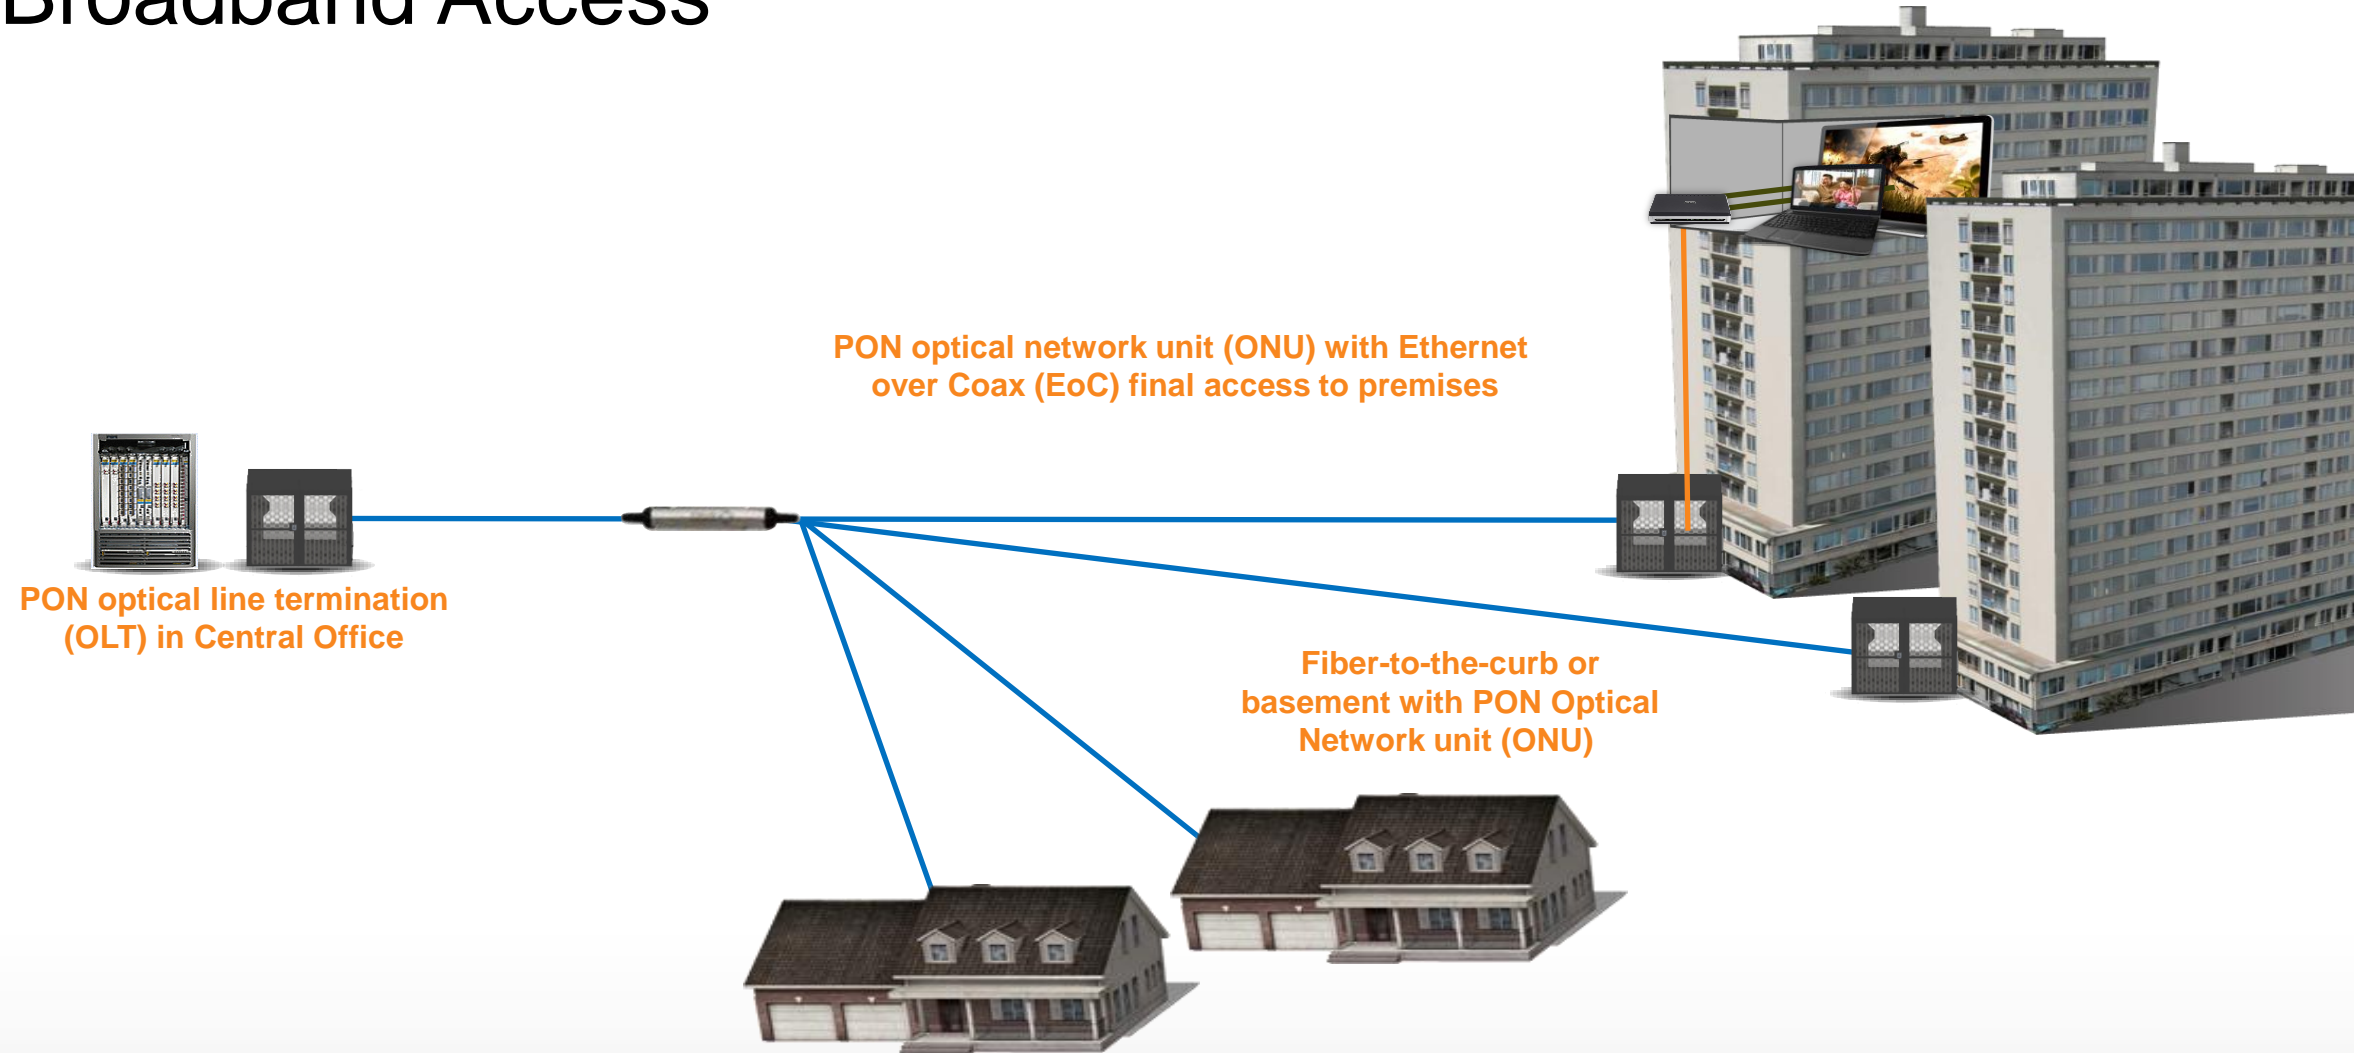 Broadband Access
PON optical network unit (ONU) with Ethernet
over Coax (EoC) final access to premises
PON optical line termination
(OLT) in Central Office
Fiber-to-the-curb or
basement with PON Optical
Network unit (ONU)